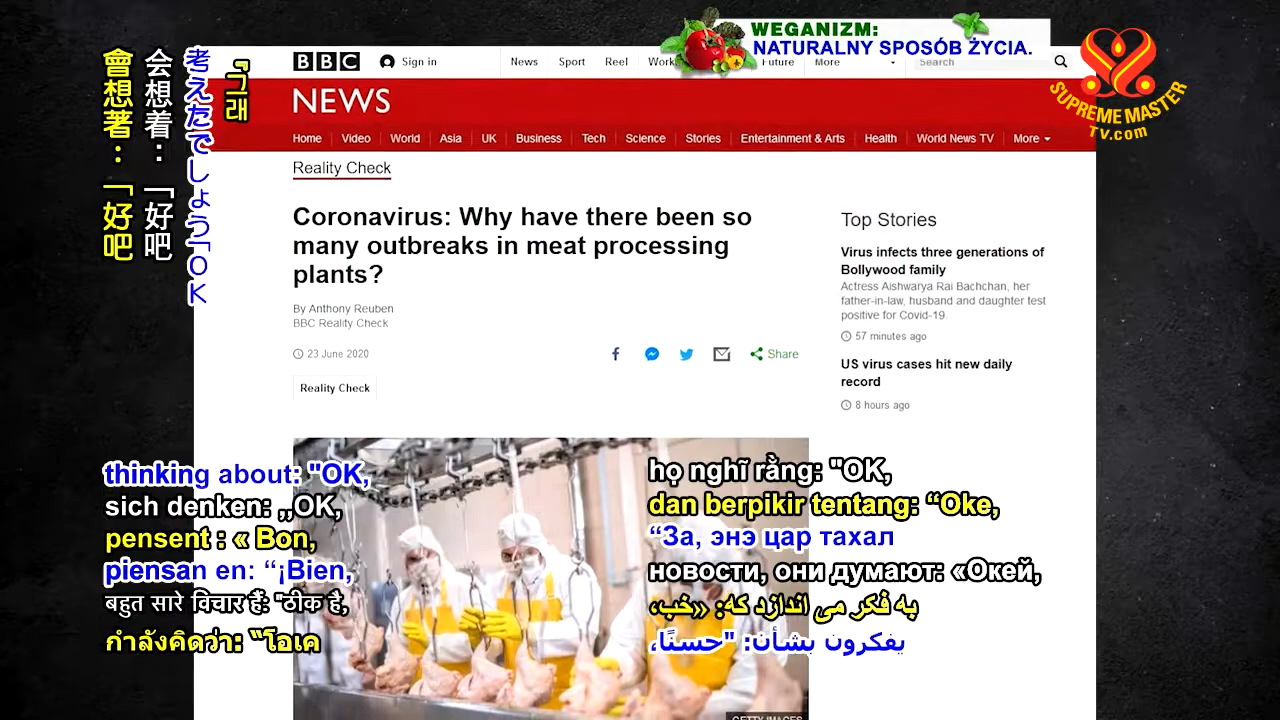 WEGANIZM:
NATURALNY SPOSÓB ŻYCIA.
SUPREME MASTER
TV.com
BBC
Sign in
News
Sport
Reel
Future
More
Search
NEWS
Home
Video
World
Asia
UK
Business
Tech
Science
Stories
Entertainment & Arts
Health
World News TV
More
Reality Check
Coronavirus: Why have there been so
many outbreaks in meat processing
plants?
By Anthony Reuben
BBC Reality Check
23 June 2020
Share
Reality Check
Top Stories
Virus infects three generations of
Bollywood family
Actress Aishwarya Rai Bachchan, her
father-in-law, husband and daughter test
positive for Covid-19.
57 minutes ago
US virus cases hit new daily
record
8 hours ago
GETTY IMAGES
會想著：「好吧
会想着：「好吧
考えたでしょう「OK
『그래
thinking about: "OK,
sich denken: „OK,
pensent : « Bon,
piensan en: “¡Bien,
बहुत सारे विचार हैं: "ठीक है,
กำลังคิดว่า: “โอเค
họ nghĩ rằng: "OK,
dan berpikir tentang: “Oke,
“За, энэ цар тахал
новости, они думают: «Окей,
به فکر می اندازد که: «خب،
يفكرون بشأن: "حسنًا،